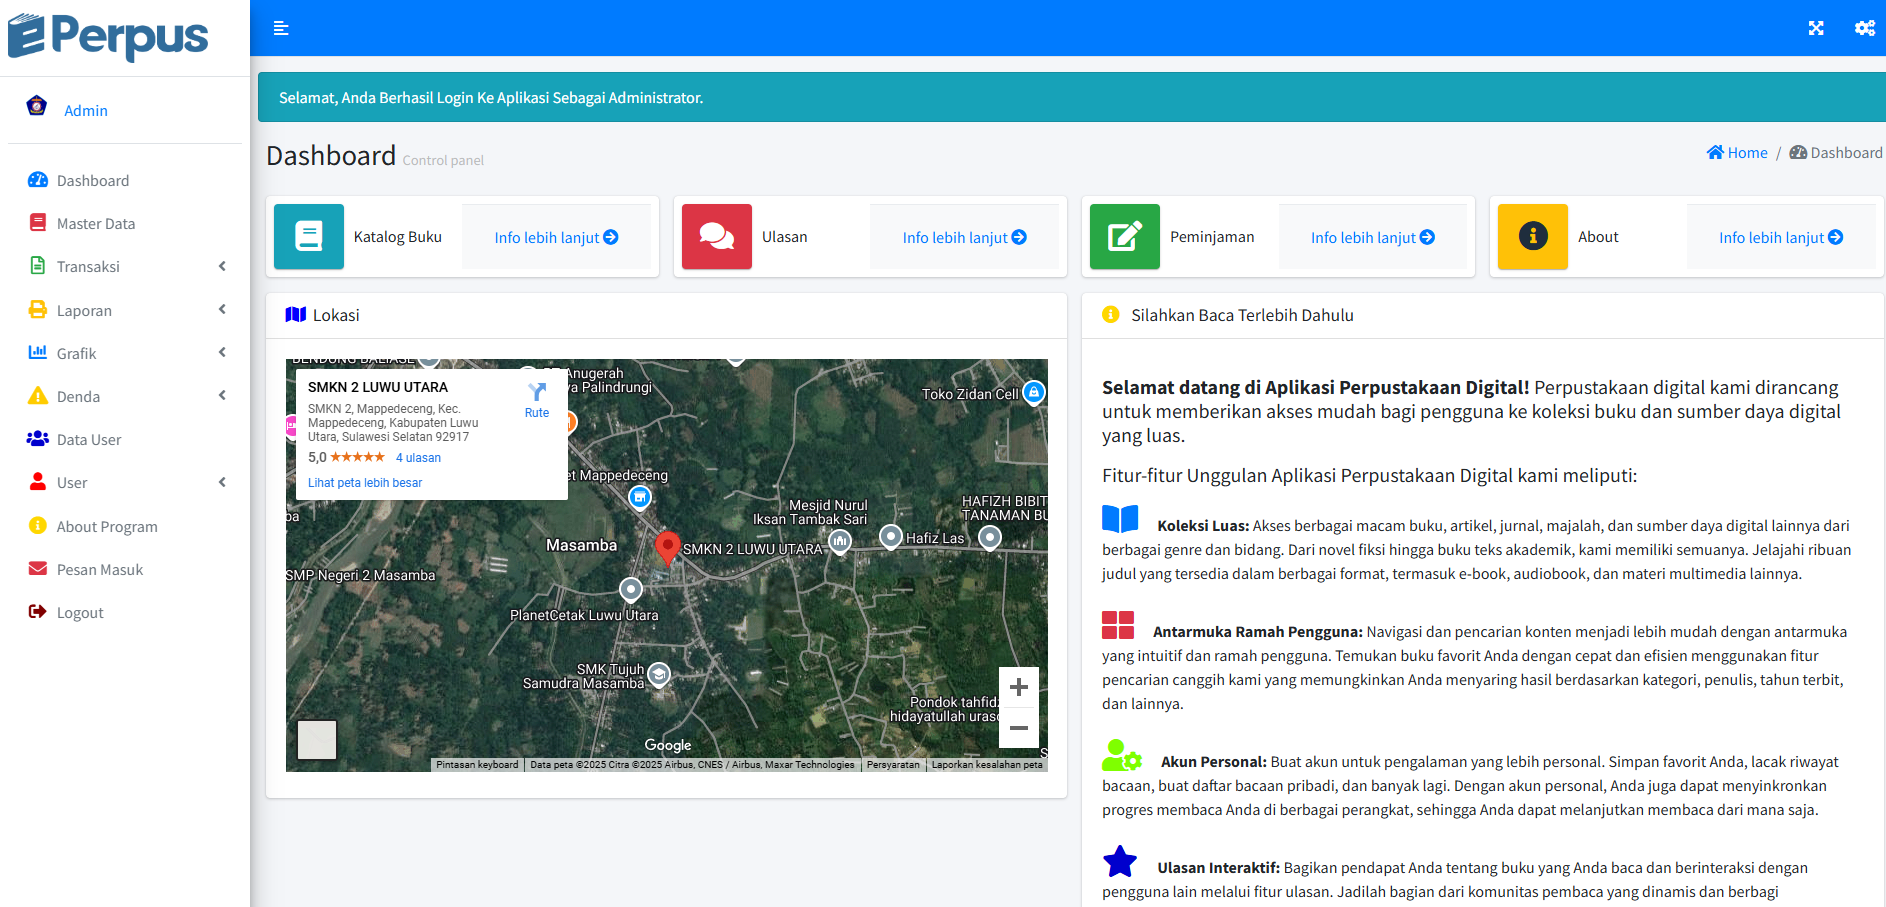 Perpus
Admin
Dashboard
Master Data
Transaksi
Laporan
Grafik
Denda
Data User
User
About Program
Pesan Masuk
Logout
Selamat, Anda Berhasil Login Ke Aplikasi Sebagai Administrator.
Dashboard Control panel
Home / Dashboard
Katalog Buku
Info lebih lanjut
Ulasan
Info lebih lanjut
Peminjaman
Info lebih lanjut
About
Info lebih lanjut
Lokasi
SMKN 2 LUWU UTARA
SMKN 2, Mappedeceng, Kec.
Mappedeceng, Kabupaten Luwu
Utara, Sulawesi Selatan 92917
5,0 ★★★★★ 4 ulasan
Lihat peta lebih besar
Rute
Anugerah
ya Palindrungi
Toko Zidan Cell
et Mappedeceng
Mesjid Nurul
Iksan Tambak Sari
HAFIZH BIBIT
TANAMAN BU
Hafiz Las
Masamba
SMKN 2 LUWU UTARA
SMP Negeri 2 Masamba
PlanetCetak Luwu Utara
SMK Tujuh
Samudra Masamba
Pondok tahfidz
hidayatullah uraso
Google
Pintasan keyboard
Data peta ©2025 Citra ©2025 Airbus, CNES / Airbus, Maxar Technologies
Persyaratan
Laporkan kesalahan peta
Silahkan Baca Terlebih Dahulu
Selamat datang di Aplikasi Perpustakaan Digital! Perpustakaan digital kami dirancang
untuk memberikan akses mudah bagi pengguna ke koleksi buku dan sumber daya digital
yang luas.
Fitur-fitur Unggulan Aplikasi Perpustakaan Digital kami meliputi:
Koleksi Luas: Akses berbagai macam buku, artikel, jurnal, majalah, dan sumber daya digital lainnya dari
berbagai genre dan bidang. Dari novel fiksi hingga buku teks akademik, kami memiliki semuanya. Jelajahi ribuan
judul yang tersedia dalam berbagai format, termasuk e-book, audiobook, dan materi multimedia lainnya.
Antarmuka Ramah Pengguna: Navigasi dan pencarian konten menjadi lebih mudah dengan antarmuka
yang intuitif dan ramah pengguna. Temukan buku favorit Anda dengan cepat dan efisien menggunakan fitur
pencarian canggih kami yang memungkinkan Anda menyaring hasil berdasarkan kategori, penulis, tahun terbit,
dan lainnya.
Akun Personal: Buat akun untuk pengalaman yang lebih personal. Simpan favorit Anda, lacak riwayat
bacaan, buat daftar bacaan pribadi, dan banyak lagi. Dengan akun personal, Anda juga dapat menyinkronkan
progres membaca Anda di berbagai perangkat, sehingga Anda dapat melanjutkan membaca dari mana saja.
Ulasan Interaktif: Bagikan pendapat Anda tentang buku yang Anda baca dan berinteraksi dengan
pengguna lain melalui fitur ulasan. Jadilah bagian dari komunitas pembaca yang dinamis dan berbagi